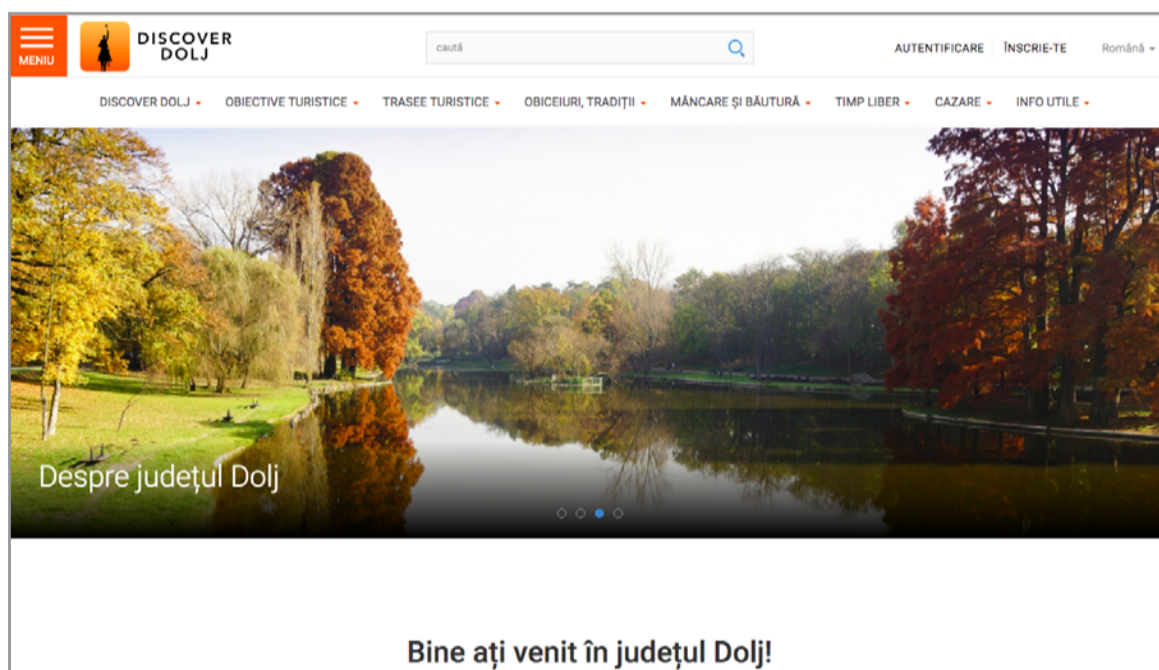 MENIU
DISCOVER
DOLJ
caută
AUTENTIFICARE ÎNSCRIE-TE Română
DISCOVER DOLJ OBIECTIVE TURISTICE TRASEE TURISTICE OBICEIURI, TRADIȚII MÂNCARE ȘI BĂUTURĂ TIMP LIBER CAZARE INFO UTILE
Despre județul Dolj
Bine ați venit în județul Dolj!